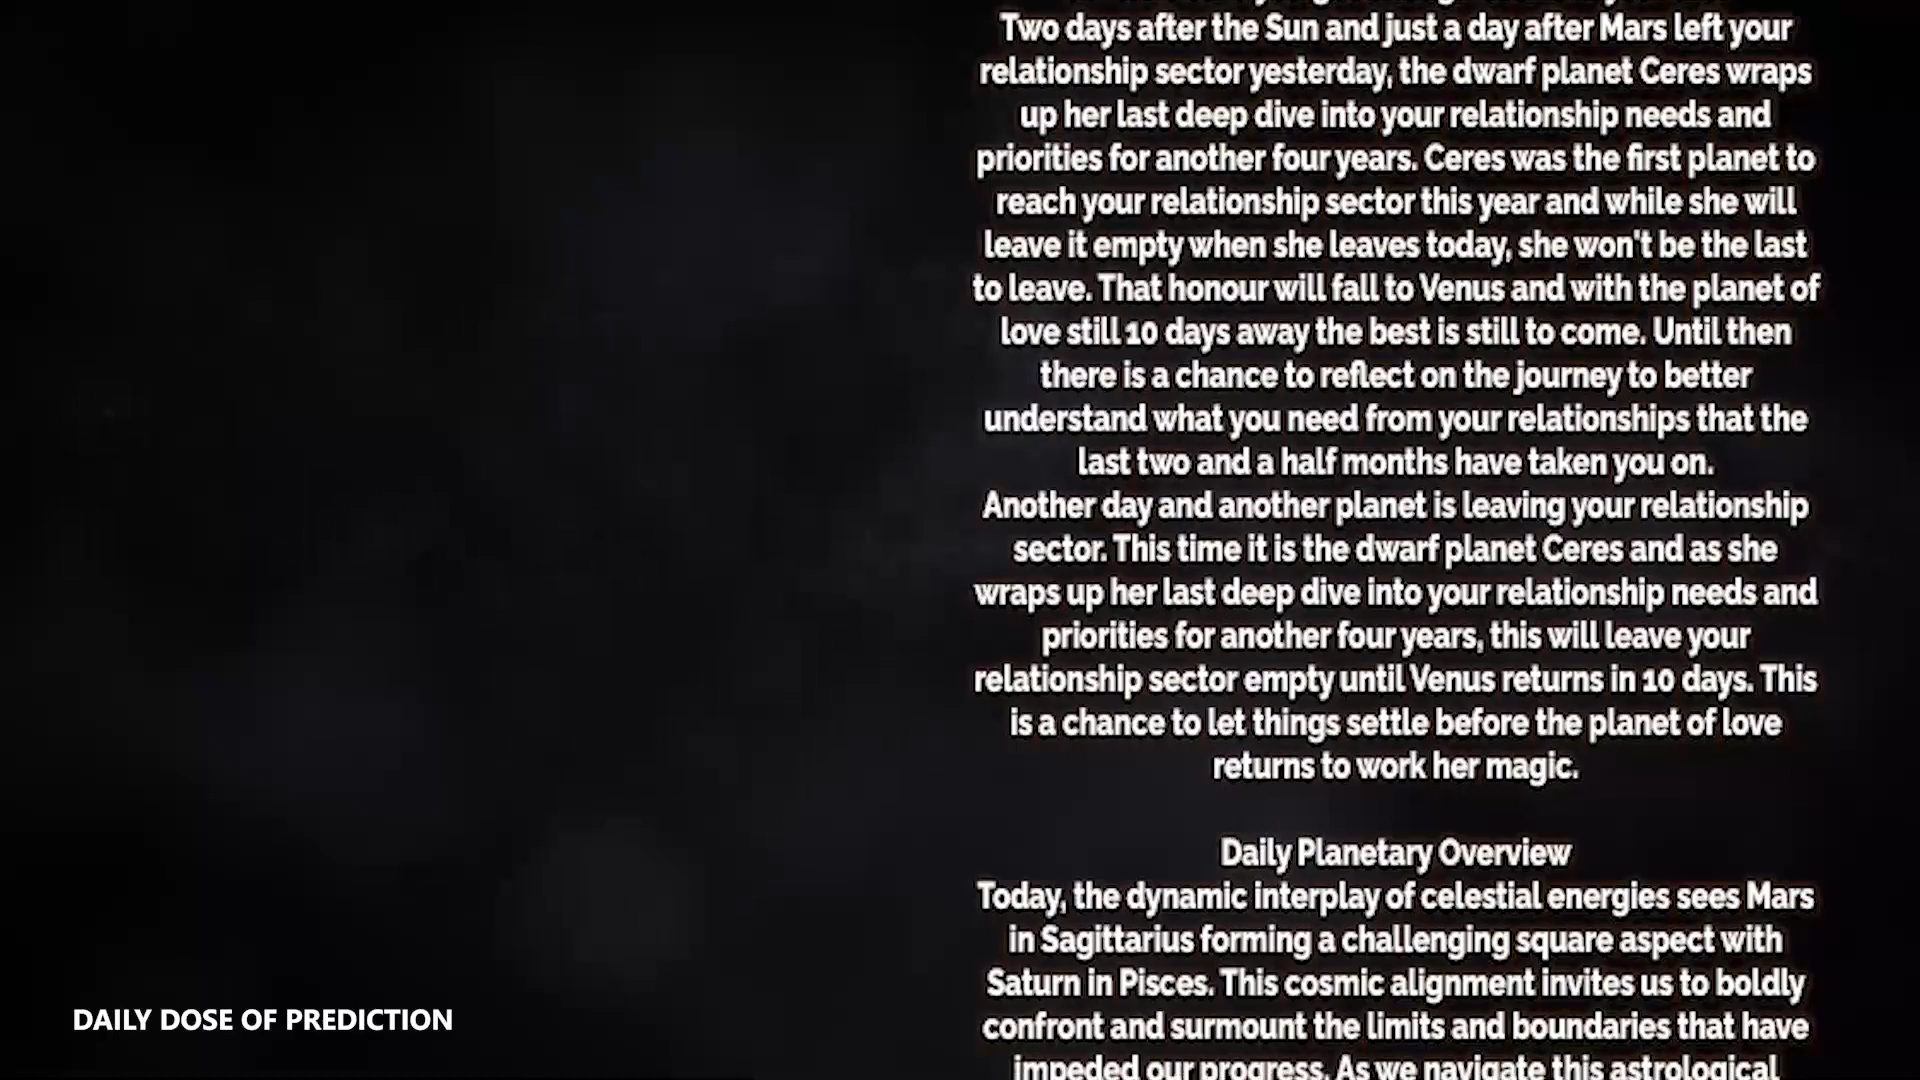 Two days after the Sun and just a day after Mars left your
relationship sector yesterday, the dwarf planet Ceres wraps
up her last deep dive into your relationship needs and
priorities for another four years. Ceres was the first planet to
reach your relationship sector this year and while she will
leave it empty when she leaves today, she won't be the last
to leave. That honour will fall to Venus and with the planet of
love still 10 days away the best is still to come. Until then
there is a chance to reflect on the journey to better
understand what you need from your relationships that the
last two and a half months have taken you on.
Another day and another planet is leaving your relationship
sector. This time it is the dwarf planet Ceres and as she
wraps up her last deep dive into your relationship needs and
priorities for another four years, this will leave your
relationship sector empty until Venus returns in 10 days. This
is a chance to let things settle before the planet of love
returns to work her magic.
Daily Planetary Overview
Today, the dynamic interplay of celestial energies sees Mars
in Sagittarius forming a challenging square aspect with
Saturn in Pisces. This cosmic alignment invites us to boldly
confront and surmount the limits and boundaries that have
impeded our progress. As we navigate this astrological
DAILY DOSE OF PREDICTION